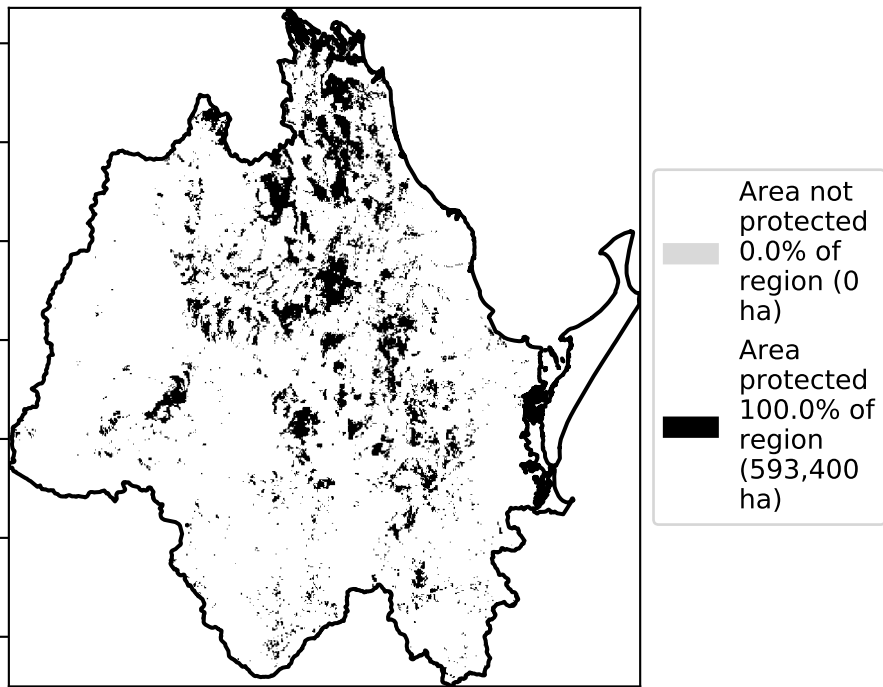 Area not
protected
0.0% of
region (0
ha)
Area
protected
100.0% of
region
(593,400
ha)